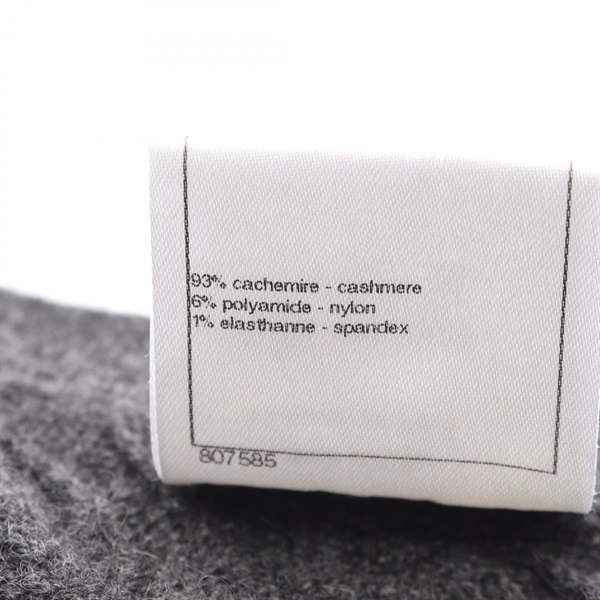 93% cachemire - cashmere
6% polyamide - nylon
1% elasthanne - spandex
807585